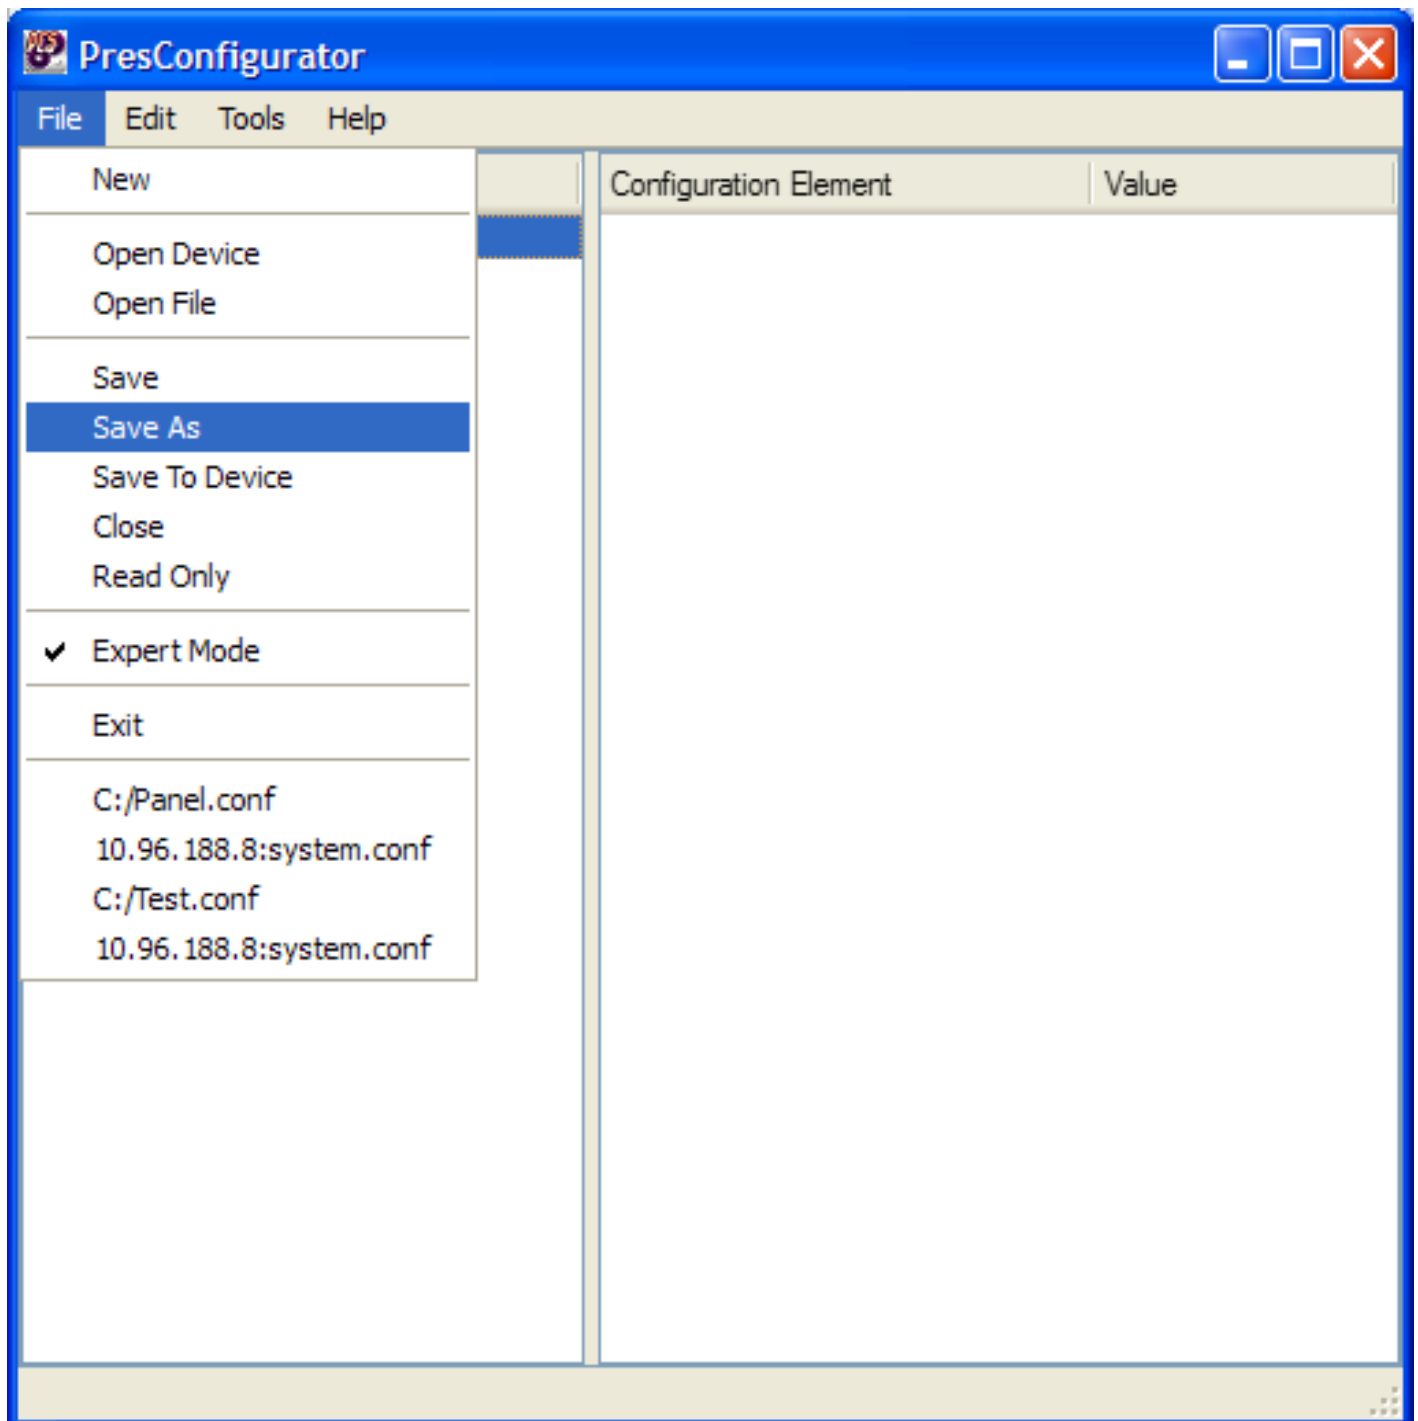 PresConfigurator
File Edit Tools Help
Configuration Element Value
New
Open Device
Open File
Save
Save As
Save To Device
Close
Read Only
Expert Mode
Exit
C:/Panel.conf
10.96.188.8:system.conf
C:/Test.conf
10.96.188.8:system.conf